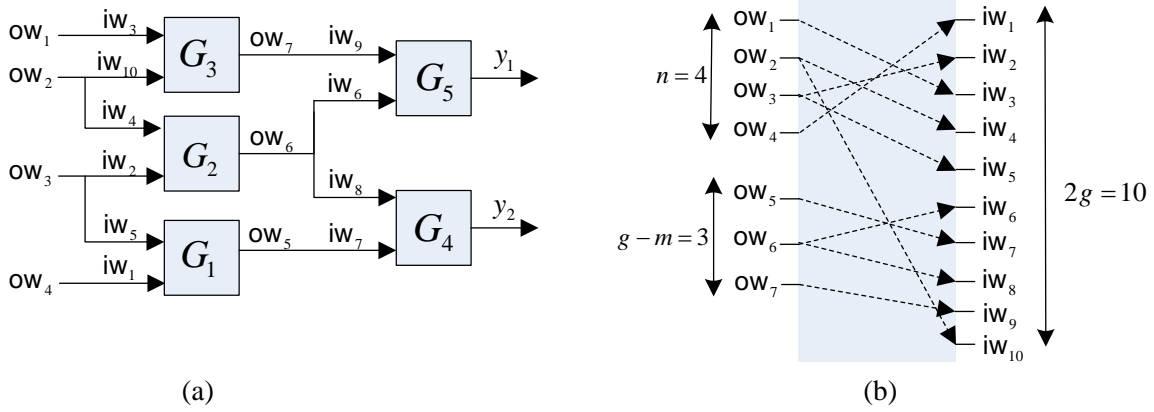 ow₁ iw₃
G₃
ow₇ iw₉
G₅
y₁
ow₂ iw₁₀
iw₄
G₂
ow₆
iw₆
iw₈
ow₃ iw₂
iw₅
G₁
ow₅ iw₇
G₄
y₂
ow₄ iw₁
(a)
n = 4
ow₁
ow₂
ow₃
ow₄
g − m = 3
ow₅
ow₆
ow₇
iw₁
iw₂
iw₃
iw₄
iw₅
iw₆
iw₇
iw₈
iw₉
iw₁₀
2g = 10
(b)